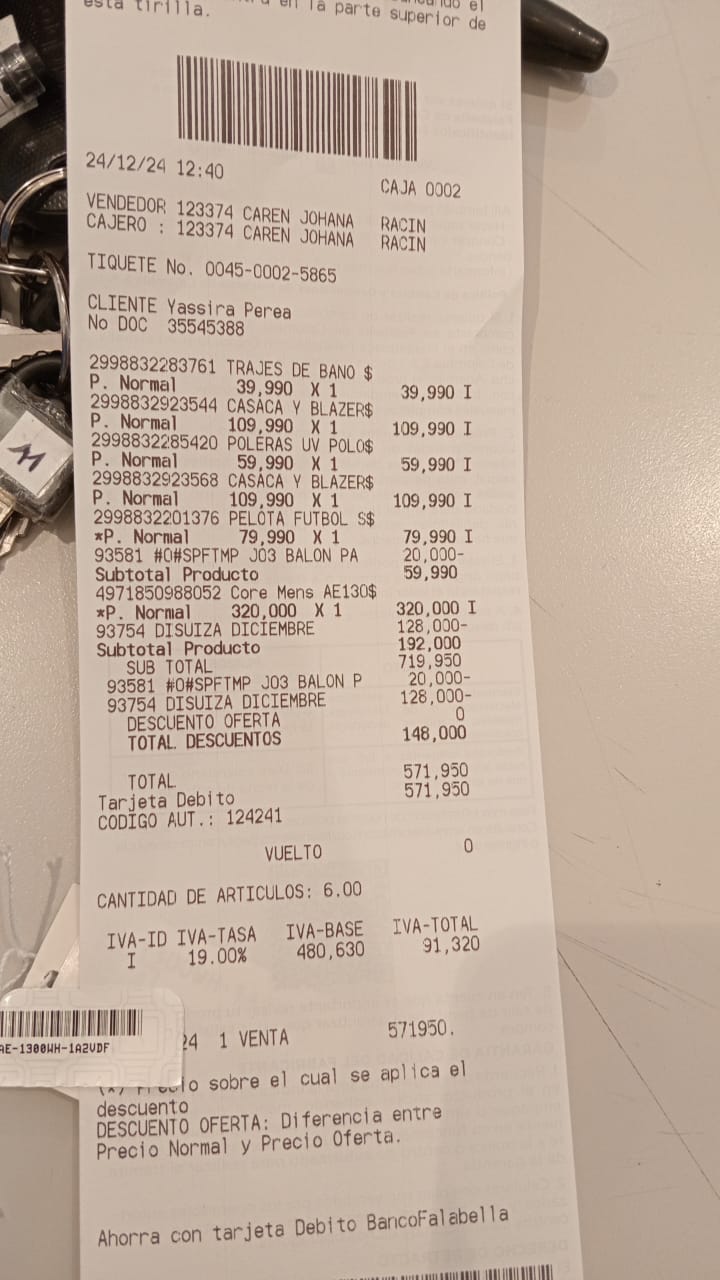 esta tirilla. en la parte superior de
24/12/24 12:40 CAJA 0002
VENDEDOR 123374 CAREN JOHANA RACIN
CAJERO : 123374 CAREN JOHANA RACIN
TIQUETE No. 0045-0002-5865
CLIENTE Yassira Perea
No DOC 35545388
2998832283761 TRAJES DE BANO $
P. Normal 39,990 X 1 39,990 I
2998832923544 CASACA Y BLAZER$
P. Normal 109,990 X 1 109,990 I
2998832285420 POLERAS UV POLO$
P. Normal 59,990 X 1 59,990 I
2998832923568 CASACA Y BLAZER$
P. Normal 109,990 X 1 109,990 I
2998832201376 PELOTA FUTBOL S$
*P. Normal 79,990 X 1 79,990 I
93581 #O#SPFTMP J03 BALON PA 20,000-
Subtotal Producto 59,990
4971850988052 Core Mens AE130$
*P. Normal 320,000 X 1 320,000 I
93754 DISUIZA DICIEMBRE 128,000-
Subtotal Producto 192,000
SUB TOTAL 719,950
93581 #O#SPFTMP J03 BALON P 20,000-
93754 DISUIZA DICIEMBRE 128,000-
DESCUENTO OFERTA 0
TOTAL DESCUENTOS 148,000
TOTAL 571,950
Tarjeta Debito 571,950
CODIGO AUT.: 124241
VUELTO 0
CANTIDAD DE ARTICULOS: 6.00
IVA-ID IVA-TASA IVA-BASE IVA-TOTAL
I 19.00% 480,630 91,320
24 1 VENTA 571950.
AE-1300WH-1A2VDF
sobre el cual se aplica el
descuento
DESCUENTO OFERTA: Diferencia entre
Precio Normal y Precio Oferta.
Ahorra con tarjeta Debito BancoFalabella